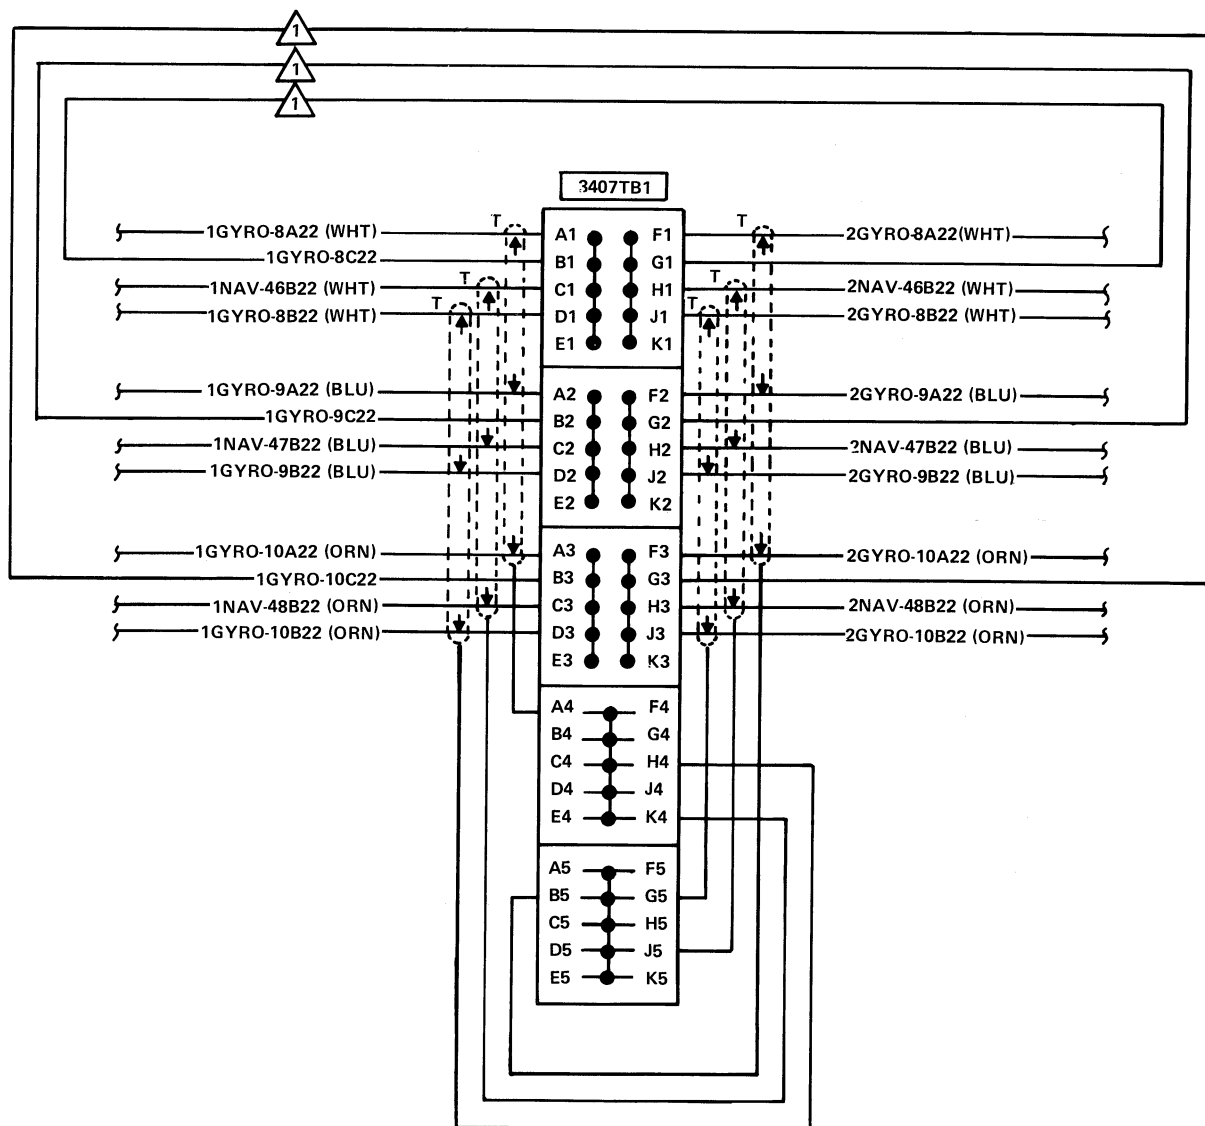 1
1
1
3407TB1
T T
1GYRO-8A22 (WHT) A1 F1 2GYRO-8A22(WHT)
1GYRO-8C22 B1 G1
T T
1NAV-46B22 (WHT) C1 H1 2NAV-46B22 (WHT)
T T
1GYRO-8B22 (WHT) D1 J1 2GYRO-8B22 (WHT)
E1 K1
1GYRO-9A22 (BLU) A2 F2 2GYRO-9A22 (BLU)
1GYRO-9C22 B2 G2
1NAV-47B22 (BLU) C2 H2 2NAV-47B22 (BLU)
1GYRO-9B22 (BLU) D2 J2 2GYRO-9B22 (BLU)
E2 K2
1GYRO-10A22 (ORN) A3 F3 2GYRO-10A22 (ORN)
1GYRO-10C22 B3 G3
1NAV-48B22 (ORN) C3 H3 2NAV-48B22 (ORN)
1GYRO-10B22 (ORN) D3 J3 2GYRO-10B22 (ORN)
E3 K3
A4 F4
B4 G4
C4 H4
D4 J4
E4 K4
A5 F5
B5 G5
C5 H5
D5 J5
E5 K5